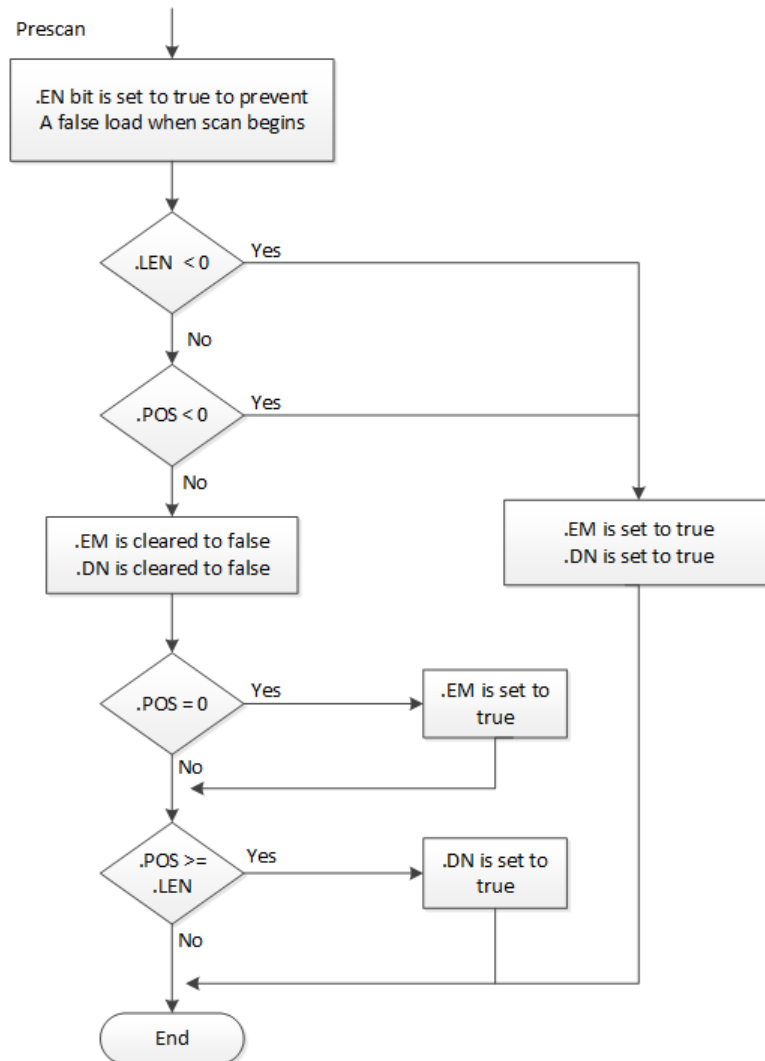 Prescan
.EN bit is set to true to prevent
A false load when scan begins
.LEN < 0
Yes
No
.POS < 0
Yes
No
.EM is cleared to false
.DN is cleared to false
.EM is set to true
.DN is set to true
.POS = 0
Yes
.EM is set to
true
No
.POS >=
.LEN
Yes
.DN is set to
true
No
End